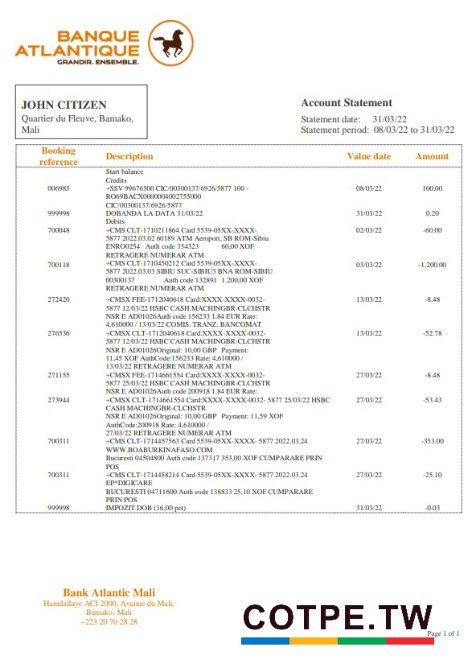 BANQUE
ATLANTIQUE
GRANDIR. ENSEMBLE.
JOHN CITIZEN
Quartier du Fleuve, Bamako,
Mali
Account Statement
Statement date: 31/03/22
Statement period: 08/03/22 to 31/03/22
Booking reference Description Value date Amount
Start balance
Credits
006985 +SSV 99676500 CIC/00300137/6926/5877 100 - 08/03/22 100.00
RO69BACX0000004002755000
CIC/00300137/6926/5877
999998 DOBANDA LA DATA 31/03/22 31/03/22 0.20
Debits
700048 +CMS CLT-1710211864 Card 5539-05XX-XXXX- 02/03/22 -60.00
5877 2022.03.02 60189 ATM Aeroport, SB ROM-Sibiu
ENROO254 Auth code 354323 60,00 XOF
RETRAGERE NUMERAR ATM
700118 +CMS CLT-1710450212 Card 5539-05XX-XXXX- 03/03/22 -1,200.00
5877 2022.03.03 SIBIU SUC-SIBIU3 BNA ROM-SIBIU
00300137 Auth code 132891 1.200,00 XOF
RETRAGERE NUMERAR ATM
272420 +CMSX FEE-1712040618 Card:XXXX-XXXX-0032- 13/03/22 -8.48
5877 12/03/22 HSBC CASH MACHINGBR-CLCHSTR
NSR E AD01026Auth code 156233 1.84 EUR Rate:
4,610000 / 13/03/22 COMIS. TRANZ. BANCOMAT
276536 +CMSX CLT-1712040618 Card:XXXX-XXXX-0032- 13/03/22 -52.78
5877 12/03/22 HSBC CASH MACHINGBR-CLCHSTR
NSR E AD01026Original: 10,00 GBP Payment:
11,45 XOF AuthCode:156233 Rate: 4,610000 /
13/03/22 RETRAGERE NUMERAR ATM
271155 +CMSX FEE-1714661554 Card:XXXX-XXXX-0032- 27/03/22 -8.48
5877 25/03/22 HSBC CASH MACHINGBR-CLCHSTR
NSR E AD01026Auth code 200918 1.84 EUR Rate:
273944 +CMSX CLT-1714661554 Card:XXXX-XXXX-0032- 5877 25/03/22 HSBC 27/03/22 -53.43
CASH MACHINGBR-CLCHSTR
NSR E AD01026Original: 10,00 GBP Payment: 11,59 XOF
AuthCode:200918 Rate: 4,610000 /
27/03/22 RETRAGERE NUMERAR ATM
700311 +CMS CLT-1714457563 Card 5539-05XX-XXXX- 5877 2022.03.24 27/03/22 -353.00
WWW.BOABURKINAFASO.COM
Bucuresti 04504800 Auth code 137317 353,00 XOF CUMPARARE PRIN
POS
700311 +CMS CLT-1714458214 Card 5539-05XX-XXXX- 5877 2022.03.24 27/03/22 -25.10
EP*DIGICARE
BUCURESTI 04711600 Auth code 138833 25,10 XOF CUMPARARE
PRIN POS
999998 IMPOZIT DOB (16,00 pct) 31/03/22 -0.03
Bank Atlantic Mali
Hamdallaye ACI 2000, Avenue du Mali,
Bamako, Mali
+223 20 70 28 28
COTPE.TW
Page 1 of 1